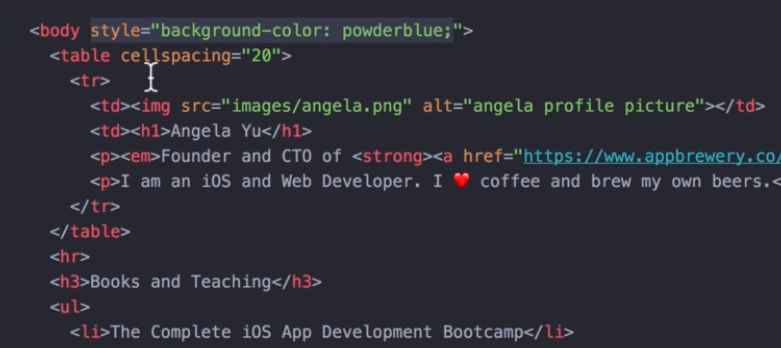 <body style="background-color: powderblue;">
<table cellspacing="20">
<tr>
<td><img src="images/angela.png" alt="angela profile picture"></td>
<td><h1>Angela Yu</h1>
<p><em>Founder and CTO of <strong><a href="https://www.appbrewery.co/
<p>I am an iOS and Web Developer. I ❤️ coffee and brew my own beers.<
</tr>
</table>
<hr>
<h3>Books and Teaching</h3>
<ul>
<li>The Complete iOS App Development Bootcamp</li>